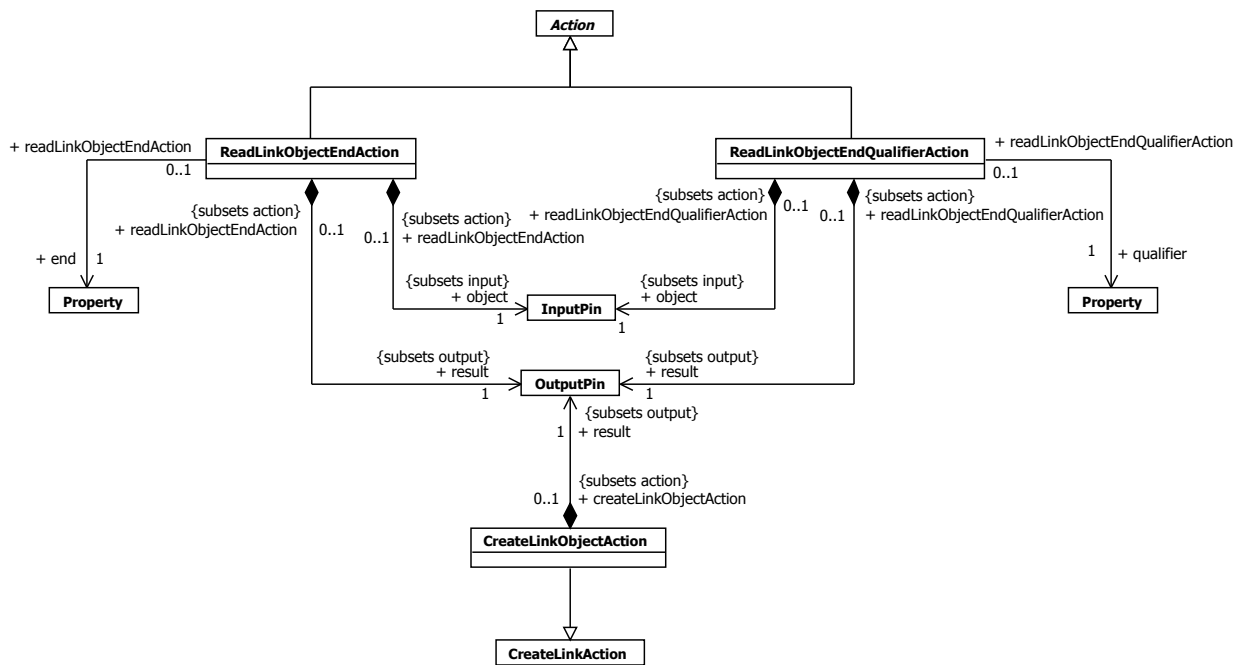 Action
ReadLinkObjectEndAction
ReadLinkObjectEndQualifierAction
+ readLinkObjectEndAction
0..1
+ readLinkObjectEndQualifierAction
0..1
{subsets action}
+ readLinkObjectEndAction
0..1
{subsets action}
0..1
+ readLinkObjectEndAction
{subsets action}
+ readLinkObjectEndQualifierAction
0..1
{subsets action}
0..1
+ readLinkObjectEndQualifierAction
+ end
1
1
+ qualifier
Property
{subsets input}
+ object
1
InputPin
{subsets input}
+ object
1
Property
{subsets output}
+ result
1
OutputPin
{subsets output}
+ result
1
{subsets output}
1
+ result
{subsets action}
0..1
+ createLinkObjectAction
CreateLinkObjectAction
CreateLinkAction